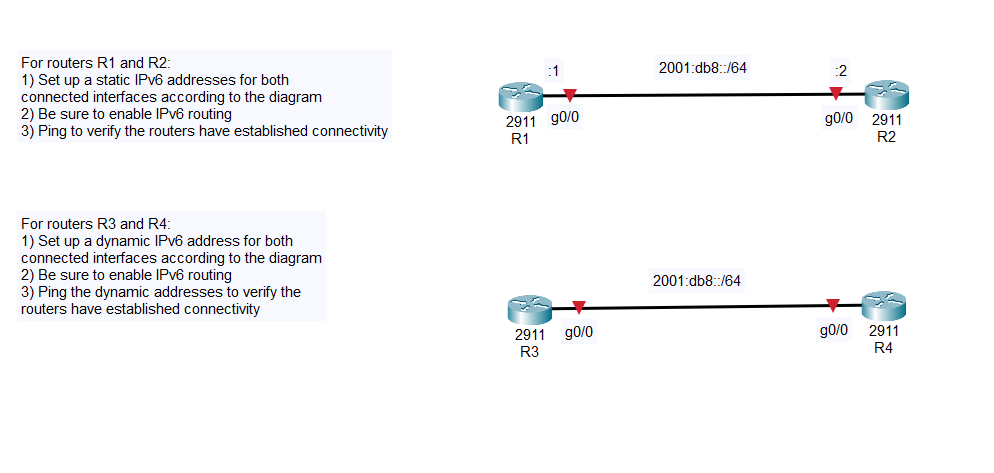 For routers R1 and R2:
1) Set up a static IPv6 addresses for both
connected interfaces according to the diagram
2) Be sure to enable IPv6 routing
3) Ping to verify the routers have established connectivity
:1
2001:db8::/64
:2
2911
R1
g0/0
g0/0
2911
R2
For routers R3 and R4:
1) Set up a dynamic IPv6 address for both
connected interfaces according to the diagram
2) Be sure to enable IPv6 routing
3) Ping the dynamic addresses to verify the
routers have established connectivity
2001:db8::/64
2911
R3
g0/0
g0/0
2911
R4